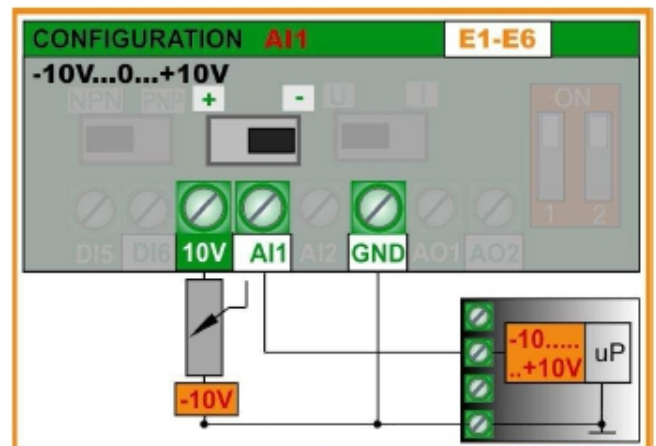 CONFIGURATION AI1 E1-E6
-10V...0...+10V
NPN PNP + - U I ON
1 2
DI5 DI6 10V AI1 AI2 GND AO1 AO2
-10.....
..+10V
uP
-10V